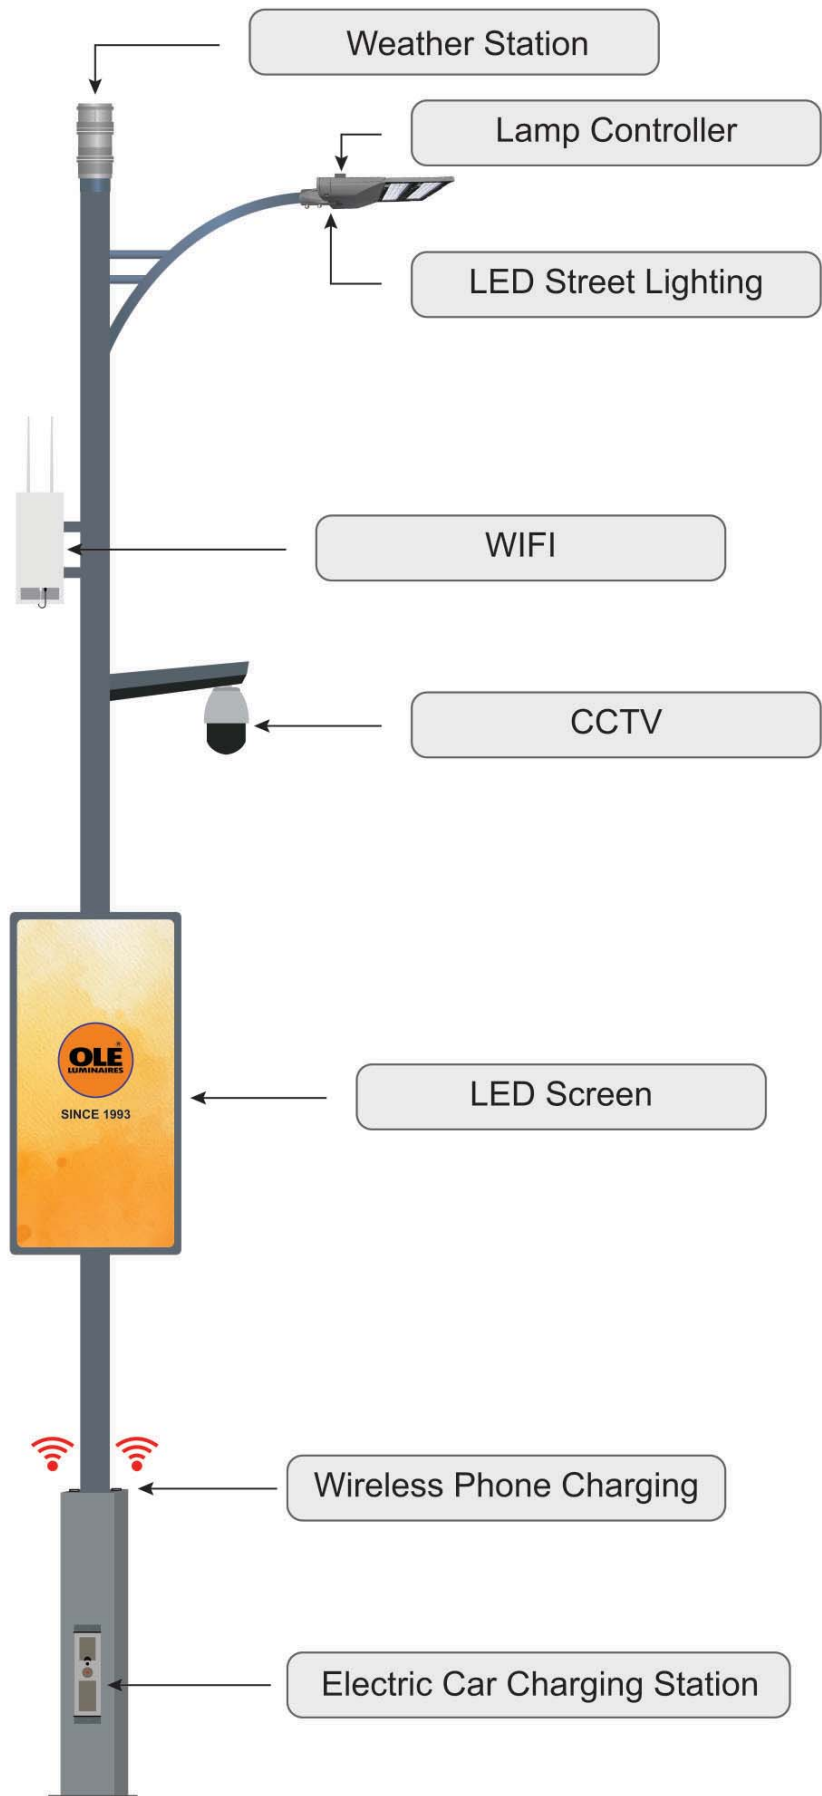 Weather Station
Lamp Controller
LED Street Lighting
WIFI
CCTV
OLE®
LUMINAIRES
SINCE 1993
LED Screen
Wireless Phone Charging
Electric Car Charging Station